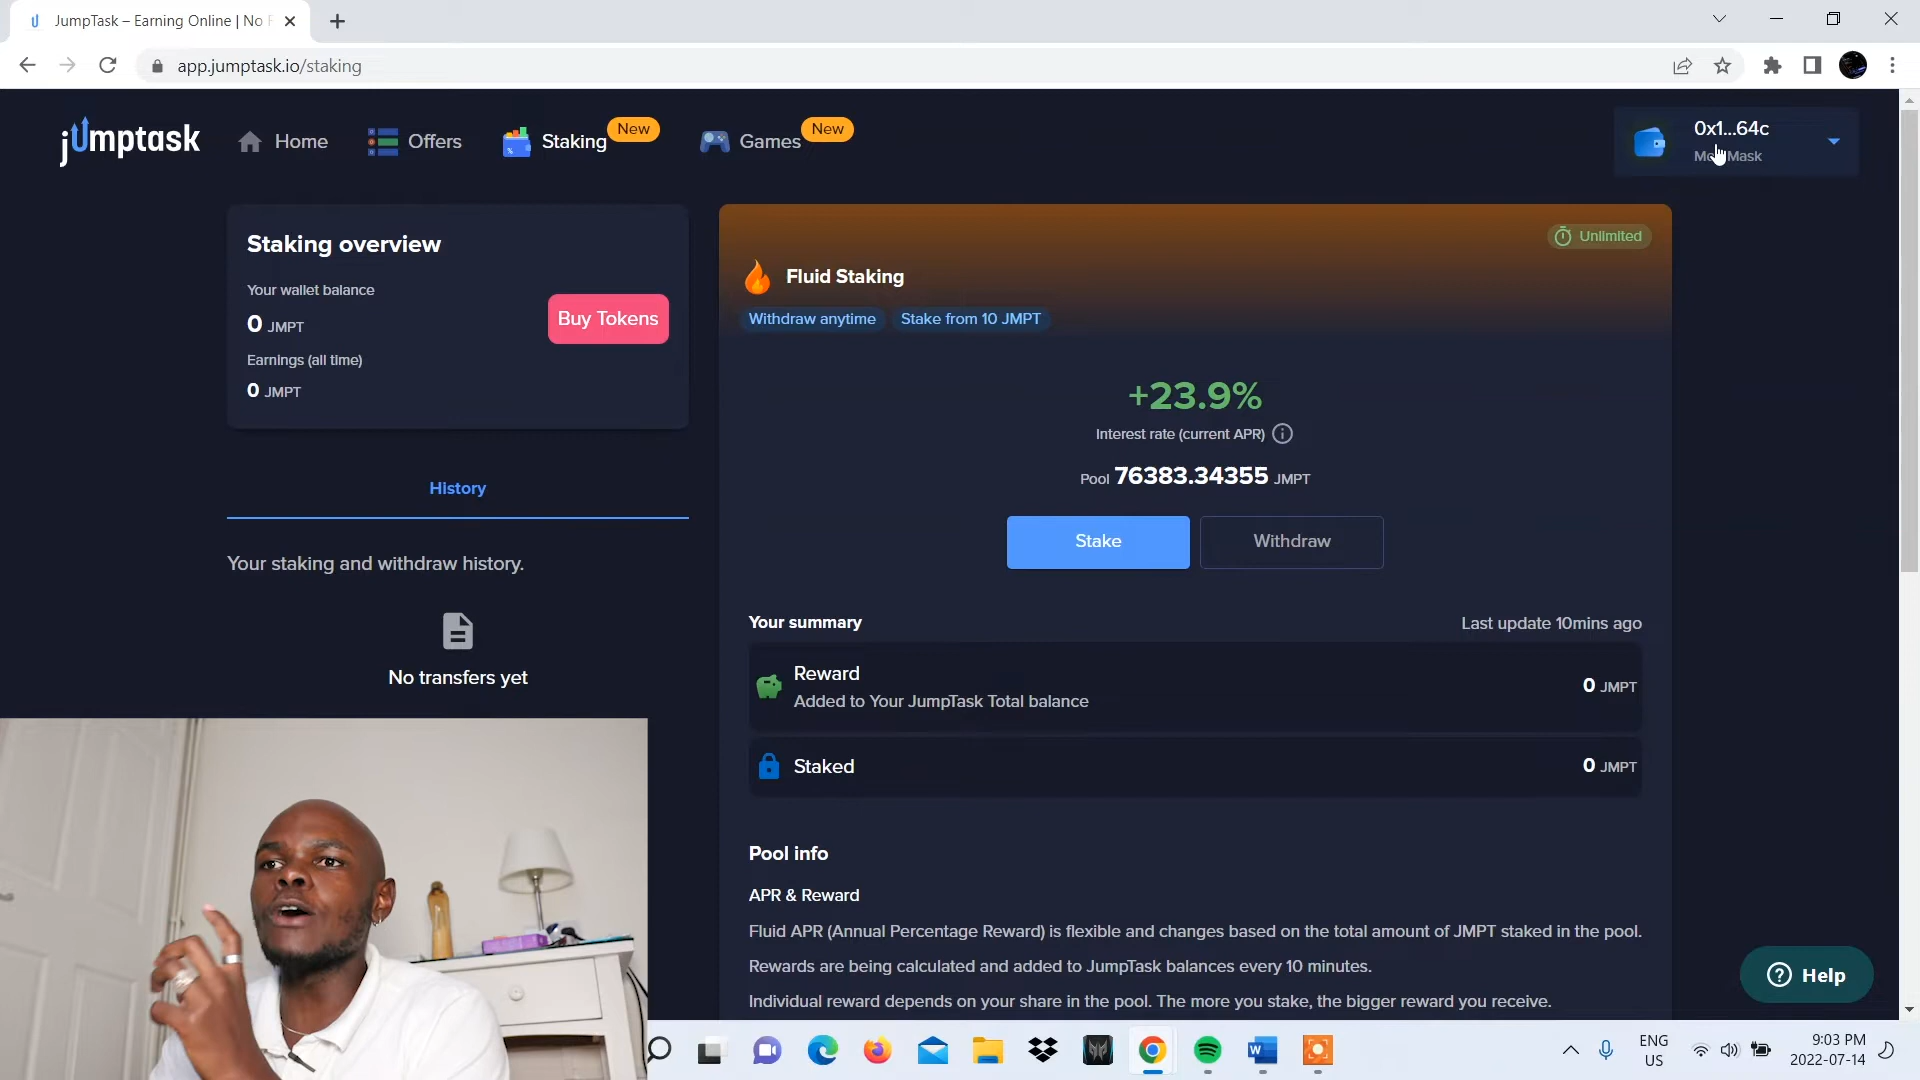 JumpTask – Earning Online | No
app.jumptask.io/staking
jumptask
Home
Offers
Staking
New
Games
New
0x1...64c
Staking overview
Your wallet balance
0 JMPT
Earnings (all time)
0 JMPT
Buy Tokens
History
Your staking and withdraw history.
No transfers yet
Unlimited
Fluid Staking
Withdraw anytime
Stake from 10 JMPT
+23.9%
Interest rate (current APR)
Pool 76383.34355 JMPT
Stake
Withdraw
Your summary
Last update 10mins ago
Reward
Added to Your JumpTask Total balance
0 JMPT
Staked
0 JMPT
Pool info
APR & Reward
Fluid APR (Annual Percentage Reward) is flexible and changes based on the total amount of JMPT staked in the pool.
Rewards are being calculated and added to JumpTask balances every 10 minutes.
Individual reward depends on your share in the pool. The more you stake, the bigger reward you receive.
Help
ENG
US
9:03 PM
2022-07-14